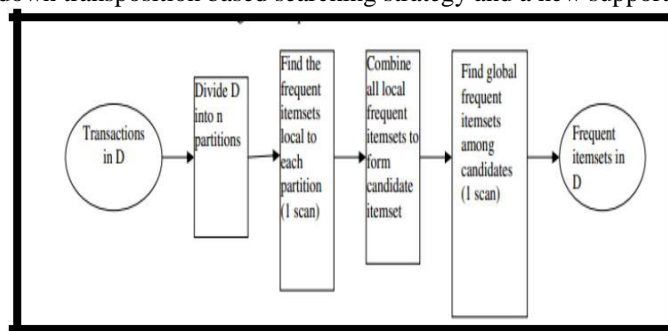 down transposition based searching strategy and a new support
Transactions
in D
Divide D
into n
partitions
Find the
frequent
itemsets
local to
each
partition
(1 scan)
Combine
all local
frequent
itemsets to
form
candidate
itemset
Find global
frequent
itemsets
among
candidates
(1 scan)
Frequent
itemsets in
D